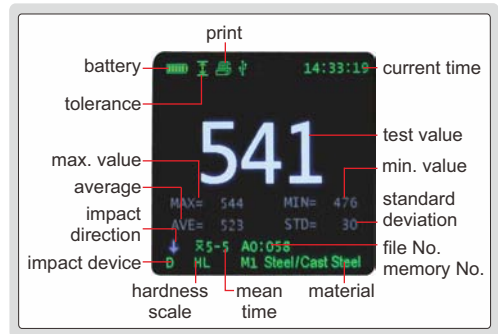 print
battery
14:33:19
current time
tolerance
541
test value
max. value
min. value
MAX= 544 MIN= 476
average
standard
deviation
AVE= 523 STD= 30
impact
direction
x̅5-5 A0:058
file No.
memory No.
impact device
D HL M1 Steel/Cast Steel
hardness
scale
mean
time
material